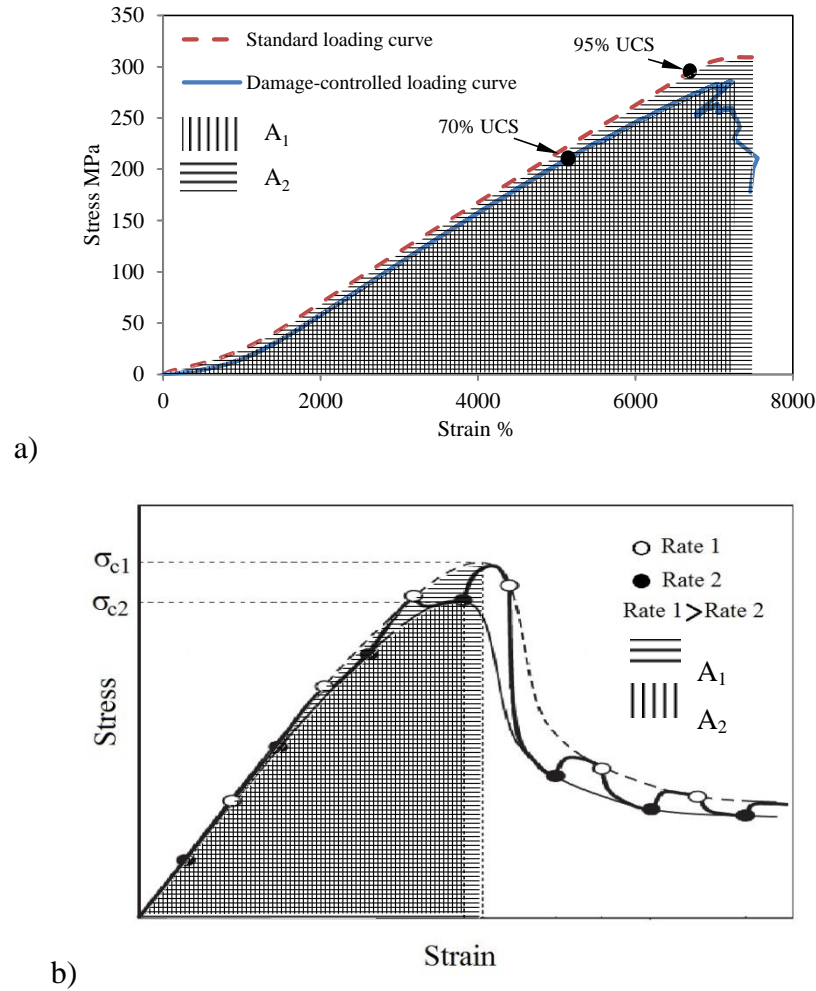 350
300
250
200
150
100
50
0
Stress MPa
Standard loading curve
Damage-controlled loading curve
A1
A2
95% UCS
70% UCS
0
2000
4000
6000
8000
Strain %
a)
σc1
σc2
Stress
Rate 1
Rate 2
Rate 1 > Rate 2
A1
A2
Strain
b)